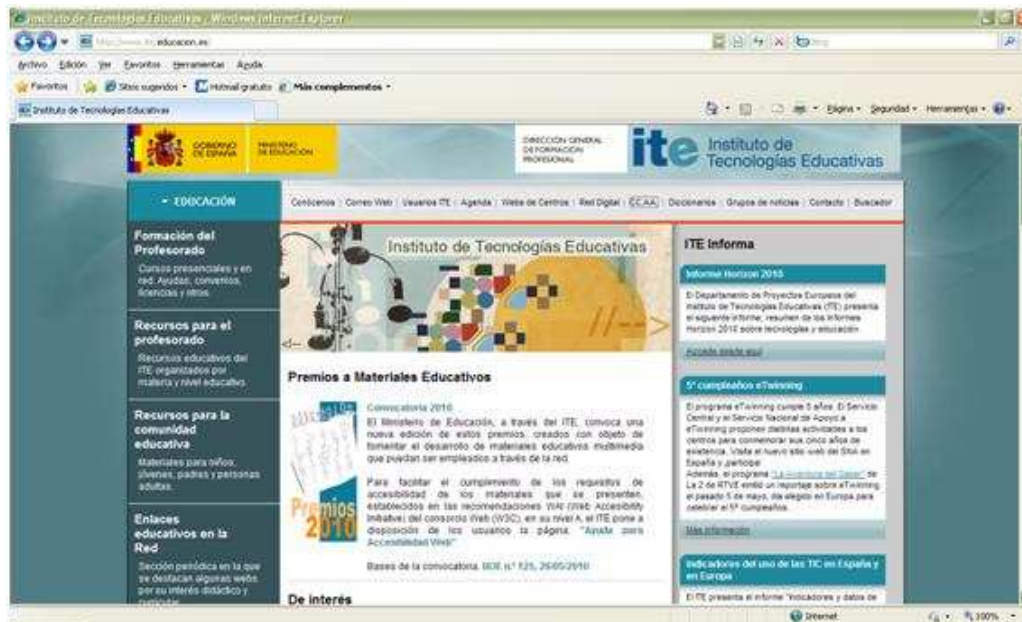 Instituto de Tecnologías Educativas - Windows Internet Explorer
educacion.es
Archivo Edición Ver Favoritos Herramientas Ayuda
Favoritos Sitios sugeridos Hotmail gratuito Más complementos
Instituto de Tecnologías Educativas
Página Seguridad Herramientas
GOBIERNO DE ESPAÑA
MINISTERIO DE EDUCACIÓN
DIRECCIÓN GENERAL
DE FORMACIÓN
PROFESIONAL
ite Instituto de
Tecnologías Educativas
EDUCACIÓN
Conócenos | Correo Web | Usuarios ITE | Agenda | Webs de Centros | Red Digital | CC.AA. | Diccionarios | Grupos de noticias | Contacto | Buscador
Formación del
Profesorado
Cursos presenciales y en
red. Ayudas, convenios,
licencias y otros.
Recursos para el
profesorado
Recursos educativos del
ITE organizados por
materia y nivel educativo.
Recursos para la
comunidad
educativa
Materiales para niños,
jóvenes, padres y personas
adultas.
Enlaces
educativos en la
Red
Sección periódica en la que
se destacan algunas webs
por su interés didáctico y
curricular
Instituto de Tecnologías Educativas
<!--
//-->
Premios a Materiales Educativos
Premios
2010
Convocatoria 2010
El Ministerio de Educación, a través del ITE, convoca una
nueva edición de estos premios, creados con objeto de
fomentar el desarrollo de materiales educativos multimedia
que puedan ser empleados a través de la red.
Para facilitar el cumplimiento de los requisitos de
accesibilidad de los materiales que se presenten,
establecidos en las recomendaciones WAI (Web Accesibility
Initiative) del consorcio Web (W3C), en su nivel A, el ITE pone a
disposición de los usuarios la página "Ayuda para
Accesibilidad Web"
Bases de la convocatoria. BOE n.º 128, 26/05/2010
De interés
ITE Informa
Informe Horizon 2010
El Departamento de Proyectos Europeos del
Instituto de Tecnologías Educativas (ITE) presenta
el siguiente informe, resumen de los informes
Horizon 2010 sobre tecnologías y educación
Accede desde aquí
5º cumpleaños eTwinning
El programa eTwinning cumple 5 años. El Servicio
Central y el Servicio Nacional de Apoyo a
eTwinning proponen distintas actividades a los
centros para conmemorar sus cinco años de
existencia. Visita el nuevo sitio web del SNA en
España y ¡participa!
Además, el programa "La Aventura del Saber" de
La 2 de RTVE emitió un reportaje sobre eTwinning
el pasado 5 de mayo, día elegido en Europa para
celebrar el 5º cumpleaños.
Más información
Indicadores del uso de las TIC en España y
en Europa
El ITE presenta el informe "Indicadores y datos de
Internet
100%